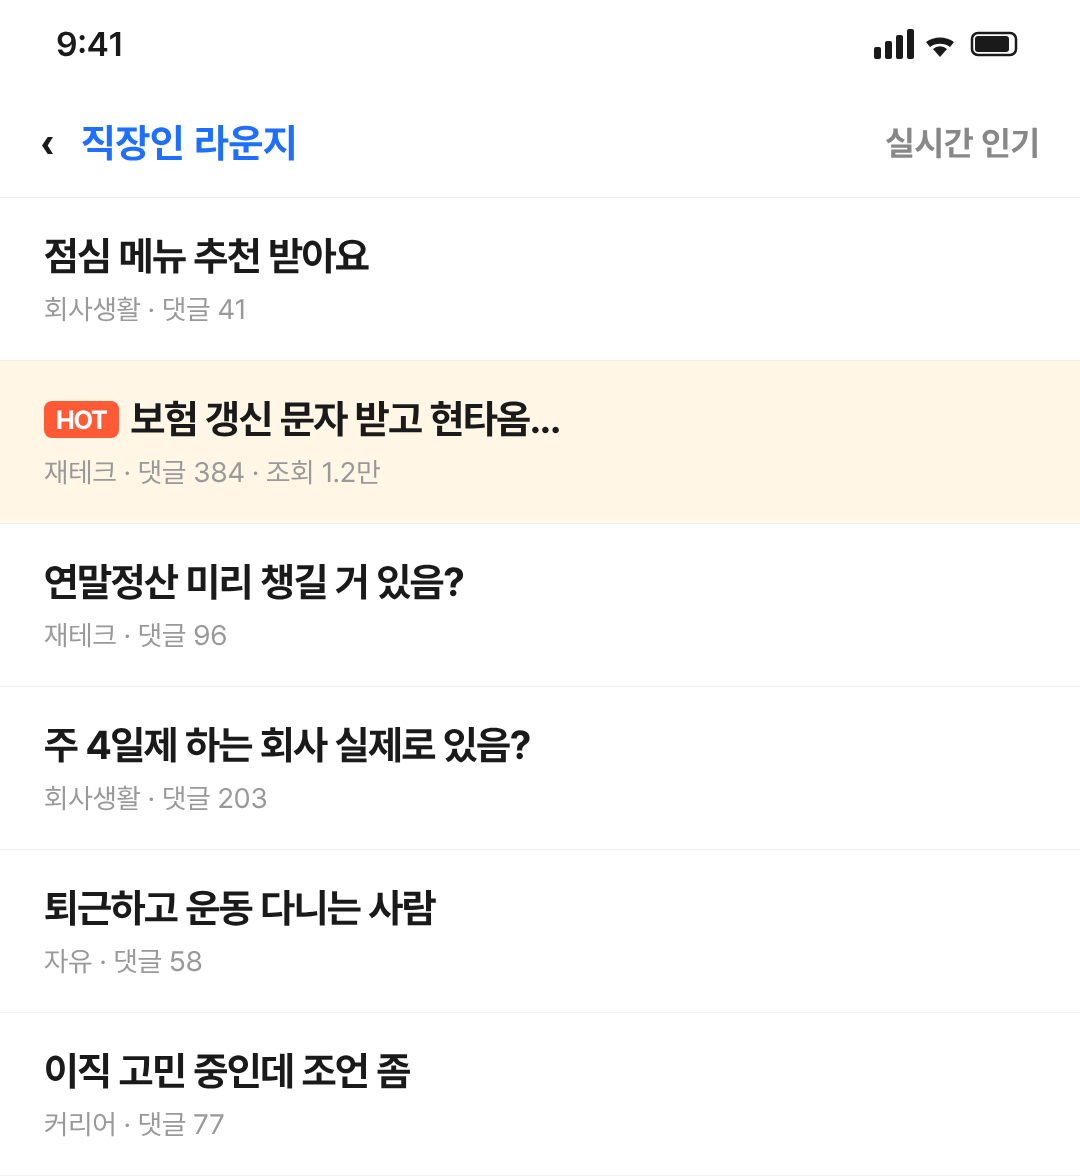 9:41
‹ 직장인 라운지 실시간 인기
점심 메뉴 추천 받아요
회사생활 · 댓글 41
HOT 보험 갱신 문자 받고 현타옴...
재테크 · 댓글 384 · 조회 1.2만
연말정산 미리 챙길 거 있음?
재테크 · 댓글 96
주 4일제 하는 회사 실제로 있음?
회사생활 · 댓글 203
퇴근하고 운동 다니는 사람
자유 · 댓글 58
이직 고민 중인데 조언 좀
커리어 · 댓글 77